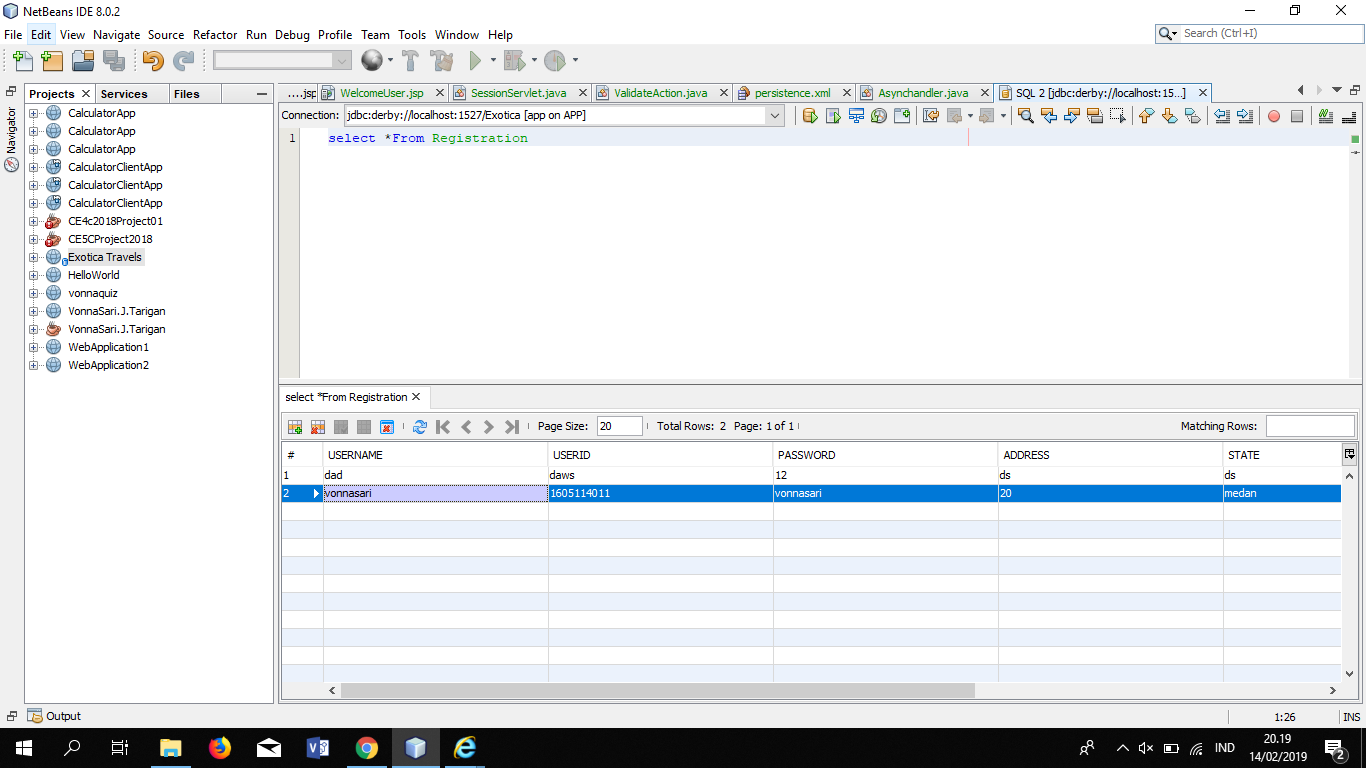 NetBeans IDE 8.0.2
File Edit View Navigate Source Refactor Run Debug Profile Team Tools Window Help
Search (Ctrl+I)
Projects Services Files
Navigator
CalculatorApp
CalculatorApp
CalculatorApp
CalculatorClientApp
CalculatorClientApp
CalculatorClientApp
CE4c2018Project01
CE5CProject2018
Exotica Travels
HelloWorld
vonnaquiz
VonnaSari.J.Tarigan
VonnaSari.J.Tarigan
WebApplication1
WebApplication2
....jsp WelcomeUser.jsp SessionServlet.java ValidateAction.java persistence.xml Asynchandler.java SQL 2 [jdbc:derby://localhost:15...]
Connection: jdbc:derby://localhost:1527/Exotica [app on APP]
1 select *From Registration
select *From Registration
Page Size: 20 Total Rows: 2 Page: 1 of 1 Matching Rows:
# USERNAME USERID PASSWORD ADDRESS STATE
1 dad daws 12 ds ds
2 vonnasari 1605114011 vonnasari 20 medan
Output
1:26 INS
IND 20.19
14/02/2019 2